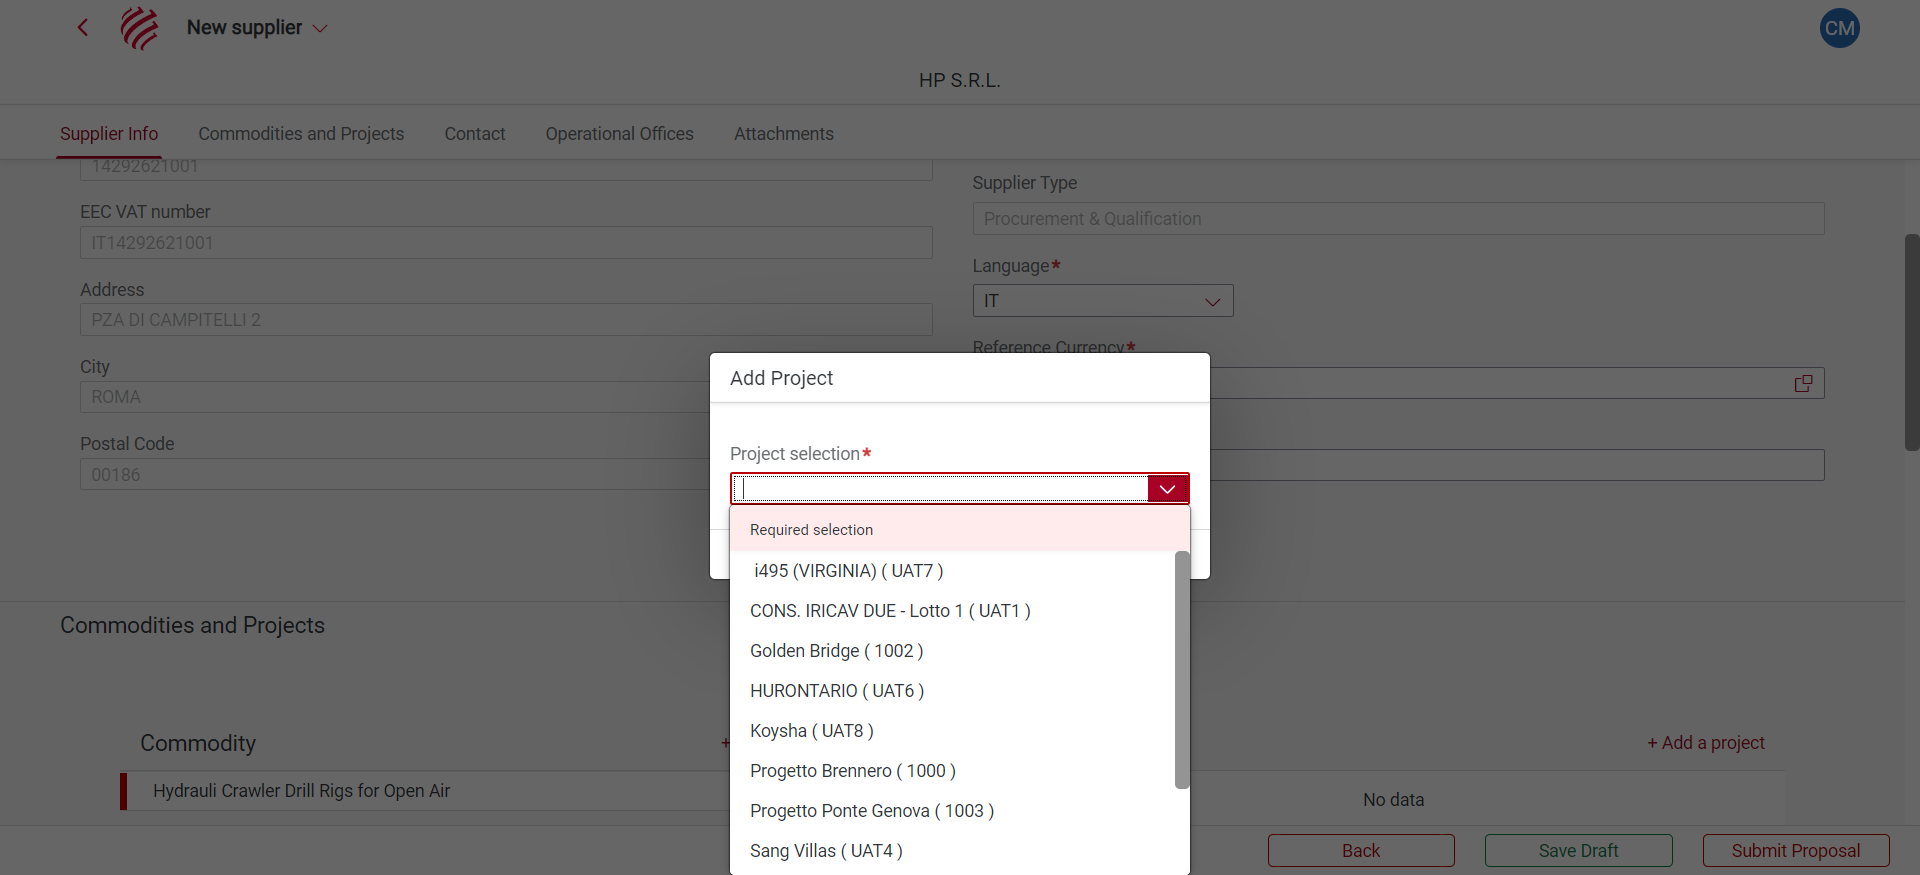 New supplier
CM
HP S.R.L.
Supplier Info
Commodities and Projects
Contact
Operational Offices
Attachments
14292621001
EEC VAT number
IT14292621001
Address
PZA DI CAMPITELLI 2
City
ROMA
Postal Code
00186
Supplier Type
Procurement & Qualification
Language*
IT
Reference Currency*
Add Project
Project selection*
Required selection
i495 (VIRGINIA) ( UAT7 )
CONS. IRICAV DUE - Lotto 1 ( UAT1 )
Golden Bridge ( 1002 )
HURONTARIO ( UAT6 )
Koysha ( UAT8 )
Progetto Brennero ( 1000 )
Progetto Ponte Genova ( 1003 )
Sang Villas ( UAT4 )
Commodities and Projects
Commodity
+
+ Add a project
Hydrauli Crawler Drill Rigs for Open Air
No data
Back
Save Draft
Submit Proposal